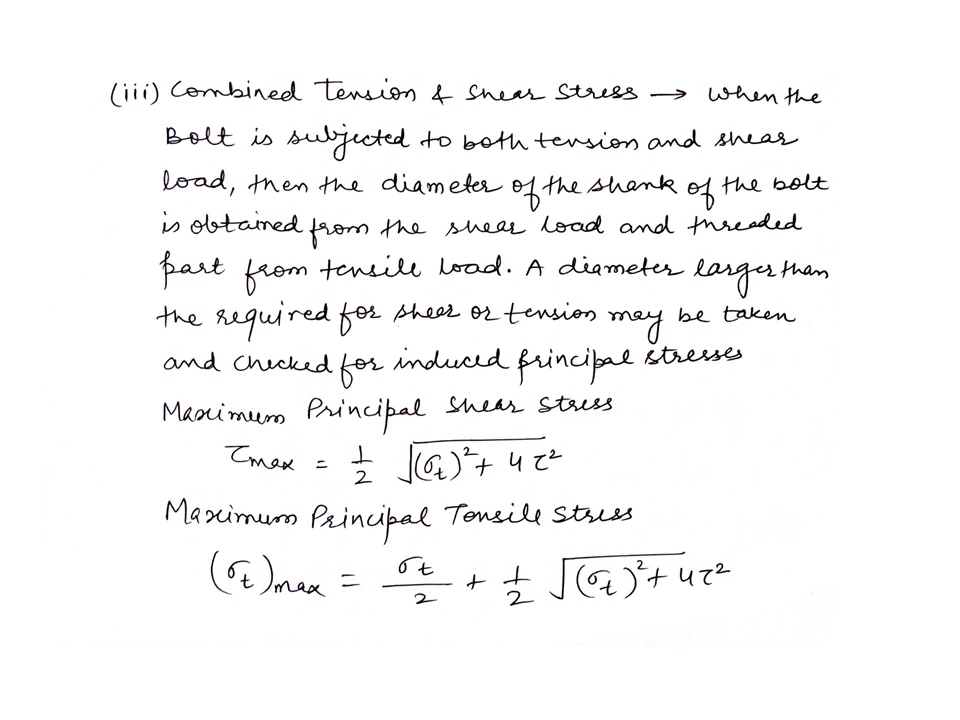 (iii) Combined Tension & Shear Stress → When the
Bolt is subjected to both tension and shear
load, then the diameter of the shank of the bolt
is obtained from the shear load and threaded
part from tensile load. A diameter larger than
the required for shear or tension may be taken
and checked for induced principal stresses
Maximum Principal Shear Stress
τmax = 1/2 √(σt)² + 4τ²
Maximum Principal Tensile Stress
(σt)max = σt/2 + 1/2 √(σt)² + 4τ²